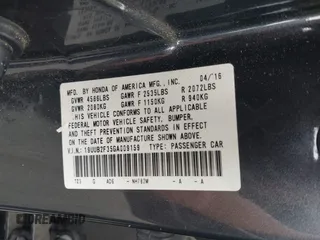 MFD. BY HONDA OF AMERICA MFG., INC. 04/'16
GVWR 4586LBS GAWR F 2535LBS R 2072LBS
GVWR 2080KG GAWR F 1150KG R 940KG
THIS VEHICLE CONFORMS TO ALL APPLICABLE
FEDERAL MOTOR VEHICLE SAFETY, BUMPER,
AND THEFT PREVENTION STANDARDS IN EFFECT
ON THE DATE OF MANUFACTURE SHOWN ABOVE.
V.I.N.: 19UUB2F35GA009159 TYPE: PASSENGER CAR